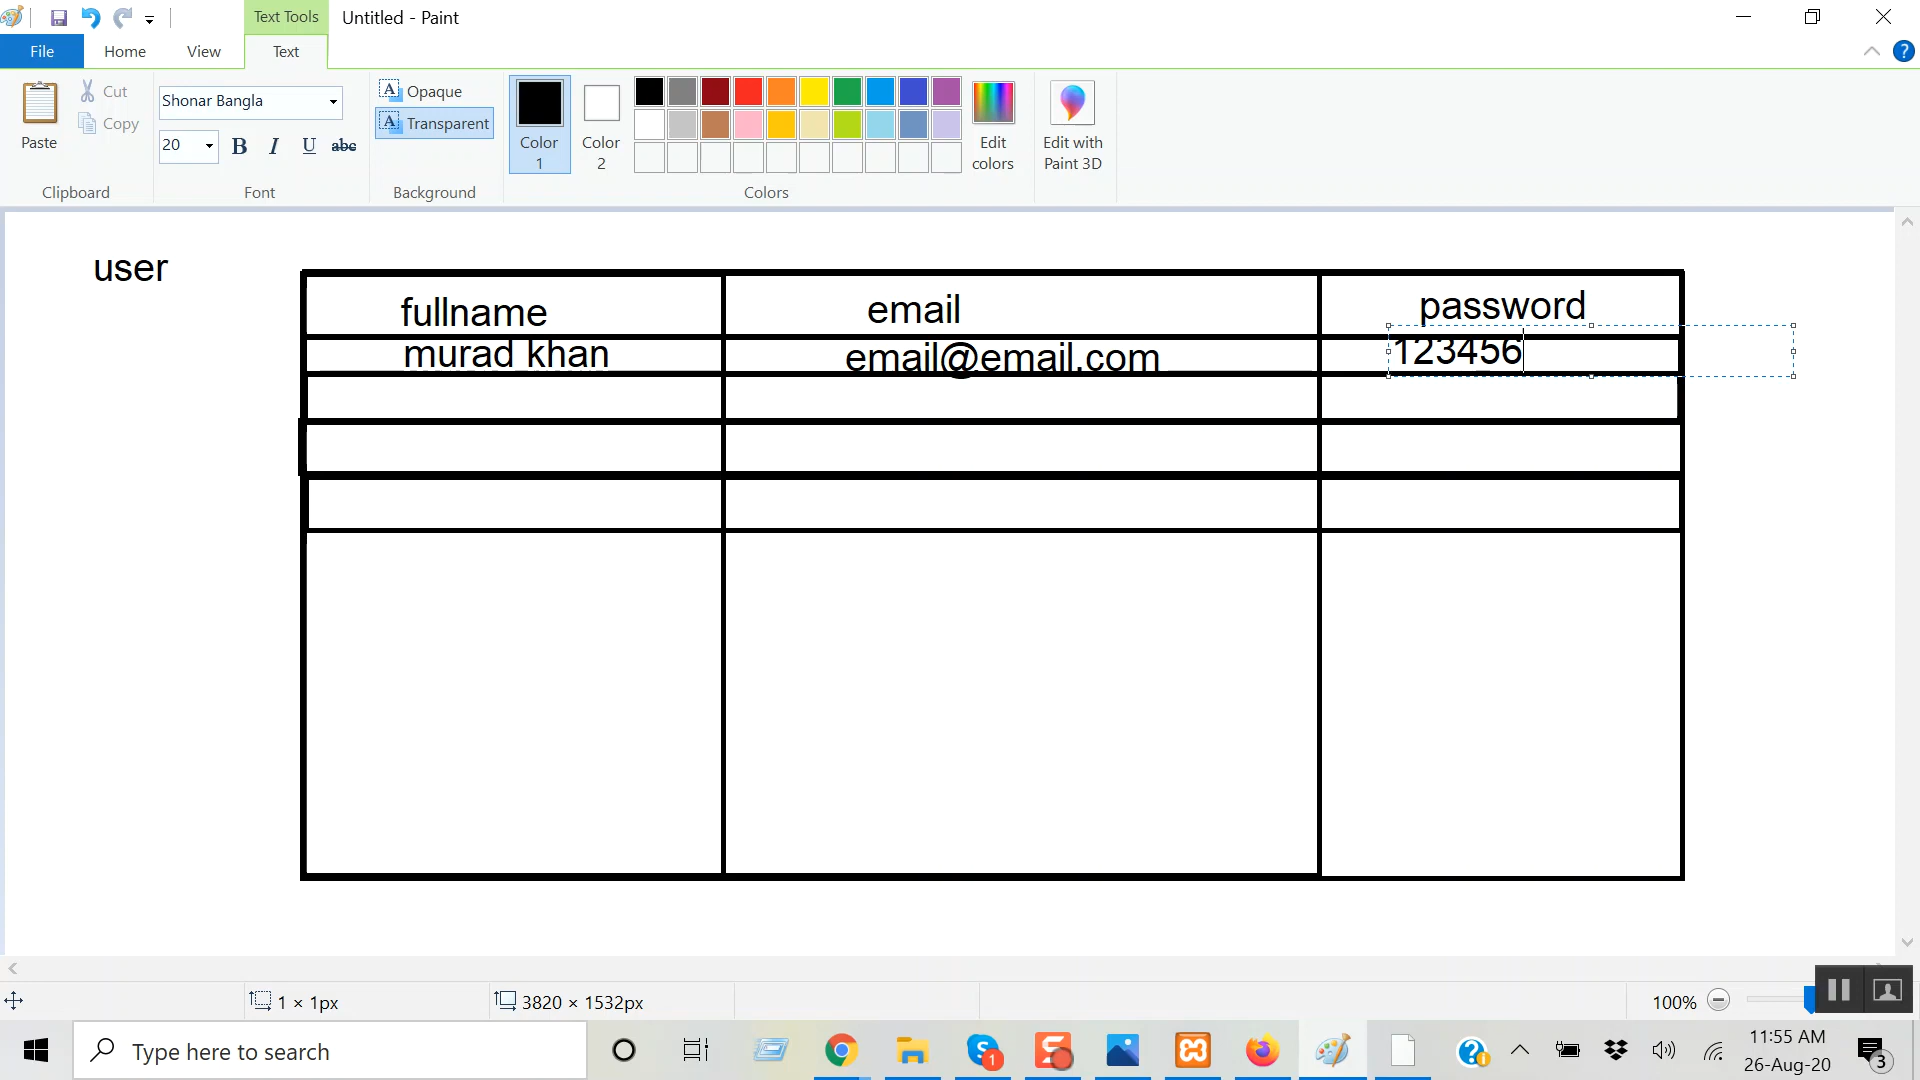 Text Tools
Untitled - Paint
File
Home
View
Text
Paste
Cut
Copy
Clipboard
Shonar Bangla
20
B I U abc
Font
A Opaque
A Transparent
Background
Color 1
Color 2
Edit colors
Colors
Edit with Paint 3D
user
fullname email password
murad khan email@email.com 123456
1 × 1px
3820 × 1532px
100%
Type here to search
1
11:55 AM
26-Aug-20
3